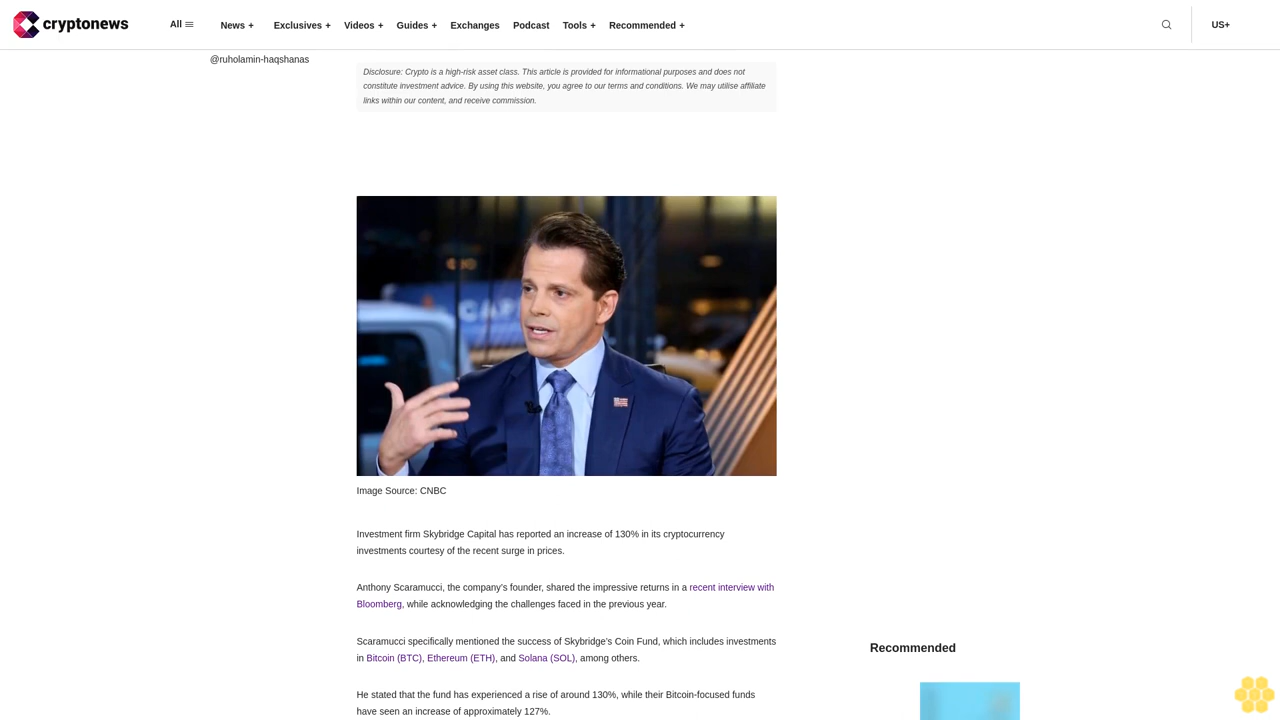 cryptonews
All
News +
Exclusives +
Videos +
Guides +
Exchanges
Podcast
Tools +
Recommended +
US+
@ruholamin-haqshanas
Disclosure: Crypto is a high-risk asset class. This article is provided for informational purposes and does not
constitute investment advice. By using this website, you agree to our terms and conditions. We may utilise affiliate
links within our content, and receive commission.
Image Source: CNBC
Investment firm Skybridge Capital has reported an increase of 130% in its cryptocurrency
investments courtesy of the recent surge in prices.
Anthony Scaramucci, the company's founder, shared the impressive returns in a recent interview with
Bloomberg, while acknowledging the challenges faced in the previous year.
Scaramucci specifically mentioned the success of Skybridge's Coin Fund, which includes investments
in Bitcoin (BTC), Ethereum (ETH), and Solana (SOL), among others.
He stated that the fund has experienced a rise of around 130%, while their Bitcoin-focused funds
have seen an increase of approximately 127%.
Recommended